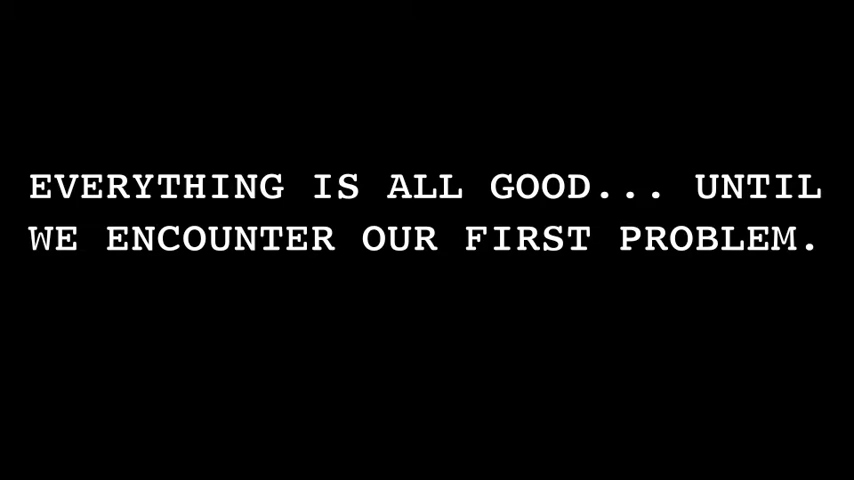 EVERYTHING IS ALL GOOD... UNTIL
WE ENCOUNTER OUR FIRST PROBLEM.